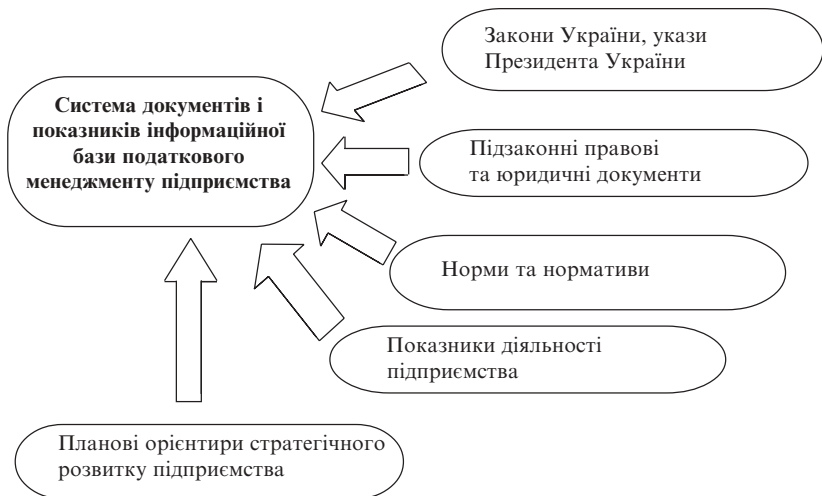 Закони України, укази
Президента України
Система документів і
показників інформаційної
бази податкового
менеджменту підприємства
Підзаконні правові
та юридичні документи
Норми та нормативи
Показники діяльності
підприємства
Планові орієнтири стратегічного
розвитку підприємства